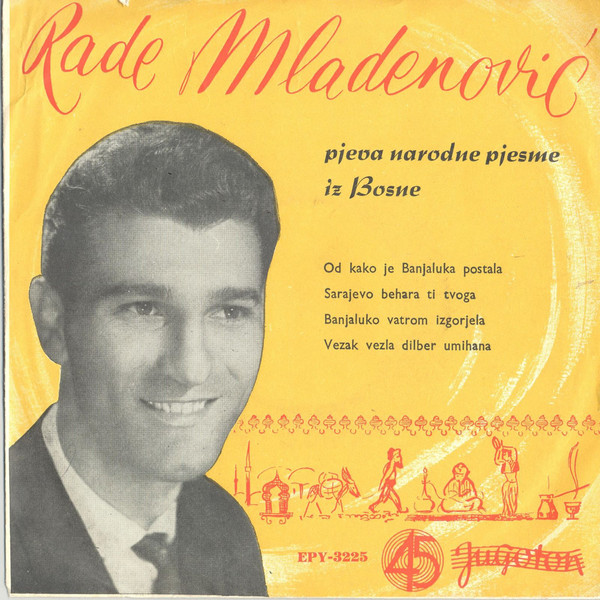 Rade Mladenović
pjeva narodne pjesme
iz Bosne
Od kako je Banjaluka postala
Sarajevo behara ti tvoga
Banjaluko vatrom izgorjela
Vezak vezla dilber umihana
EPY-3225
45
Jugoton